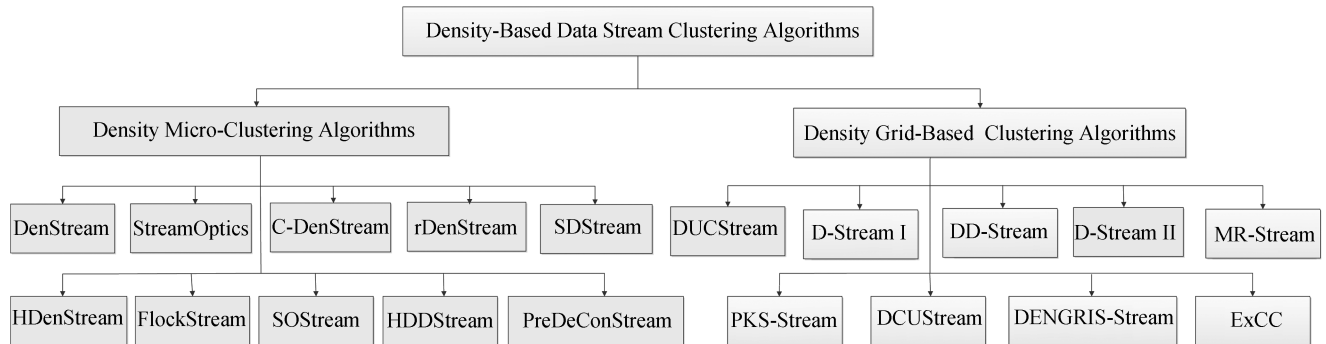 Density-Based Data Stream Clustering Algorithms
Density Micro-Clustering Algorithms
Density Grid-Based Clustering Algorithms
DenStream
StreamOptics
C-DenStream
rDenStream
SDStream
DUCStream
D-Stream I
DD-Stream
D-Stream II
MR-Stream
HDenStream
FlockStream
SOStream
HDDStream
PreDeConStream
PKS-Stream
DCUStream
DENGRIS-Stream
ExCC